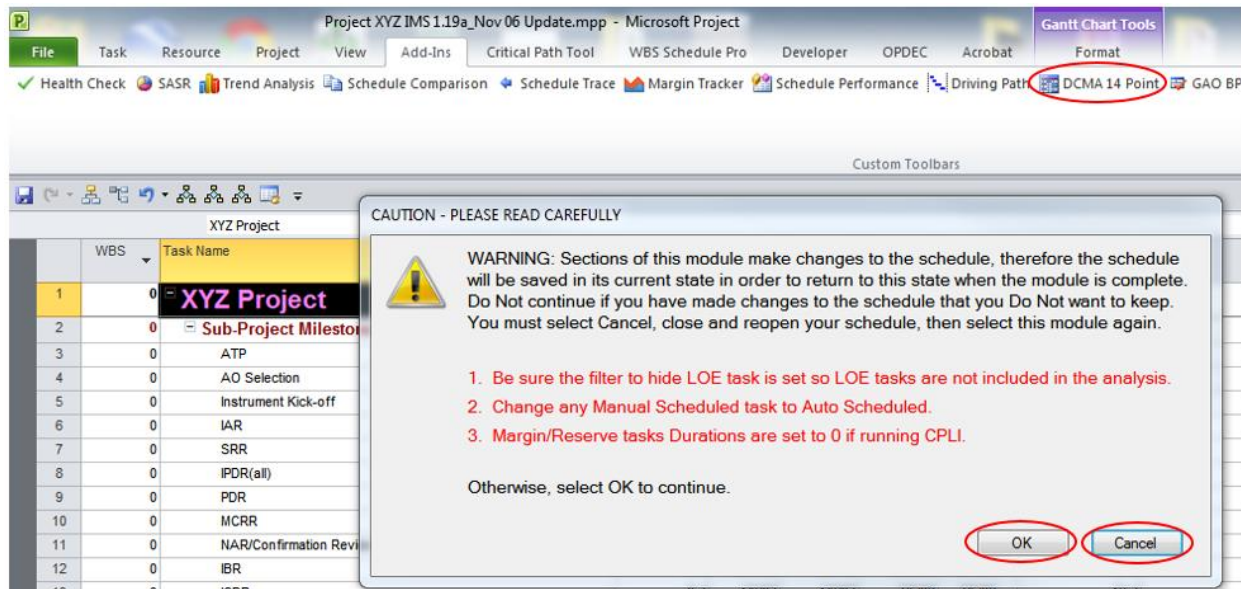 Project XYZ IMS 1.19a_Nov 06 Update.mpp - Microsoft Project
Gantt Chart Tools
File Task Resource Project View Add-Ins Critical Path Tool WBS Schedule Pro Developer OPDEC Acrobat Format
Health Check SASR Trend Analysis Schedule Comparison Schedule Trace Margin Tracker Schedule Performance Driving Path DCMA 14 Point GAO BP
Custom Toolbars
XYZ Project
WBS Task Name
1 0 XYZ Project
2 0 Sub-Project Mileston
3 0 ATP
4 0 AO Selection
5 0 Instrument Kick-off
6 0 IAR
7 0 SRR
8 0 IPDR(all)
9 0 PDR
10 0 MCRR
11 0 NAR/Confirmation Revi
12 0 IBR
CAUTION - PLEASE READ CAREFULLY
WARNING: Sections of this module make changes to the schedule, therefore the schedule
will be saved in its current state in order to return to this state when the module is complete.
Do Not continue if you have made changes to the schedule that you Do Not want to keep.
You must select Cancel, close and reopen your schedule, then select this module again.
1. Be sure the filter to hide LOE task is set so LOE tasks are not included in the analysis.
2. Change any Manual Scheduled task to Auto Scheduled.
3. Margin/Reserve tasks Durations are set to 0 if running CPLI.
Otherwise, select OK to continue.
OK Cancel